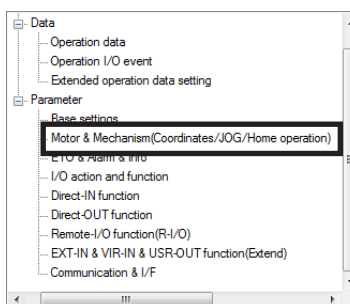 Data
Operation data
Operation I/O event
Extended operation data setting
Parameter
Base settings
Motor & Mechanism(Coordinates/JOG/Home operation)
ETO & Alarm & Info
I/O action and function
Direct-IN function
Direct-OUT function
Remote-I/O function(R-I/O)
EXT-IN & VIR-IN & USR-OUT function(Extend)
Communication & I/F